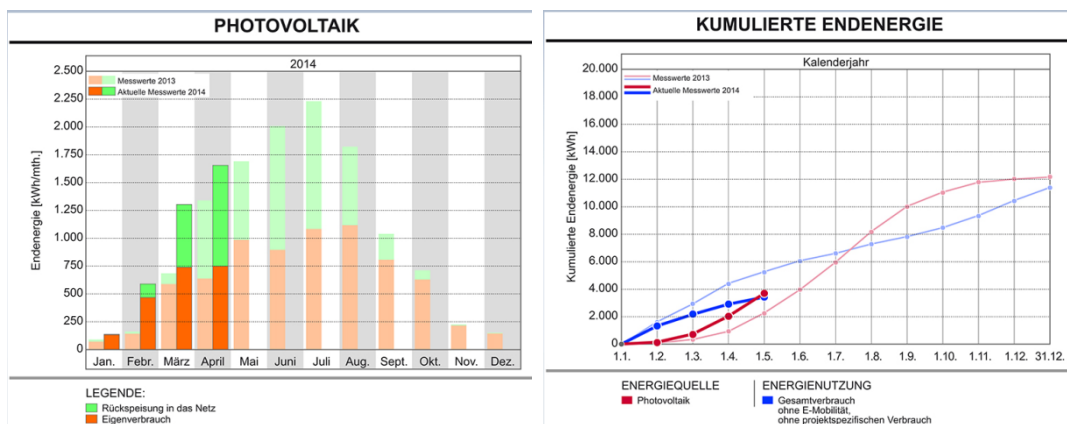 PHOTOVOLTAIK
2014
Endenergie [kWh/mth.]
2.500
2.250
2.000
1.750
1.500
1.250
1.000
750
500
250
0
Messwerte 2013
Aktuelle Messwerte 2014
Jan. Febr. März April Mai Juni Juli Aug. Sept. Okt. Nov. Dez.
LEGENDE:
Rückspeisung in das Netz
Eigenverbrauch
KUMULIERTE ENDENERGIE
Kalenderjahr
Kumulierte Endenergie [kWh]
20.000
18.000
16.000
14.000
12.000
10.000
8.000
6.000
4.000
2.000
0
Messwerte 2013
Aktuelle Messwerte 2014
1.1. 1.2. 1.3. 1.4. 1.5. 1.6. 1.7. 1.8. 1.9. 1.10. 1.11. 1.12. 31.12.
ENERGIEQUELLE
Photovoltaik
ENERGIENUTZUNG
Gesamtverbrauch
ohne E-Mobilität,
ohne projektspezifischen Verbrauch